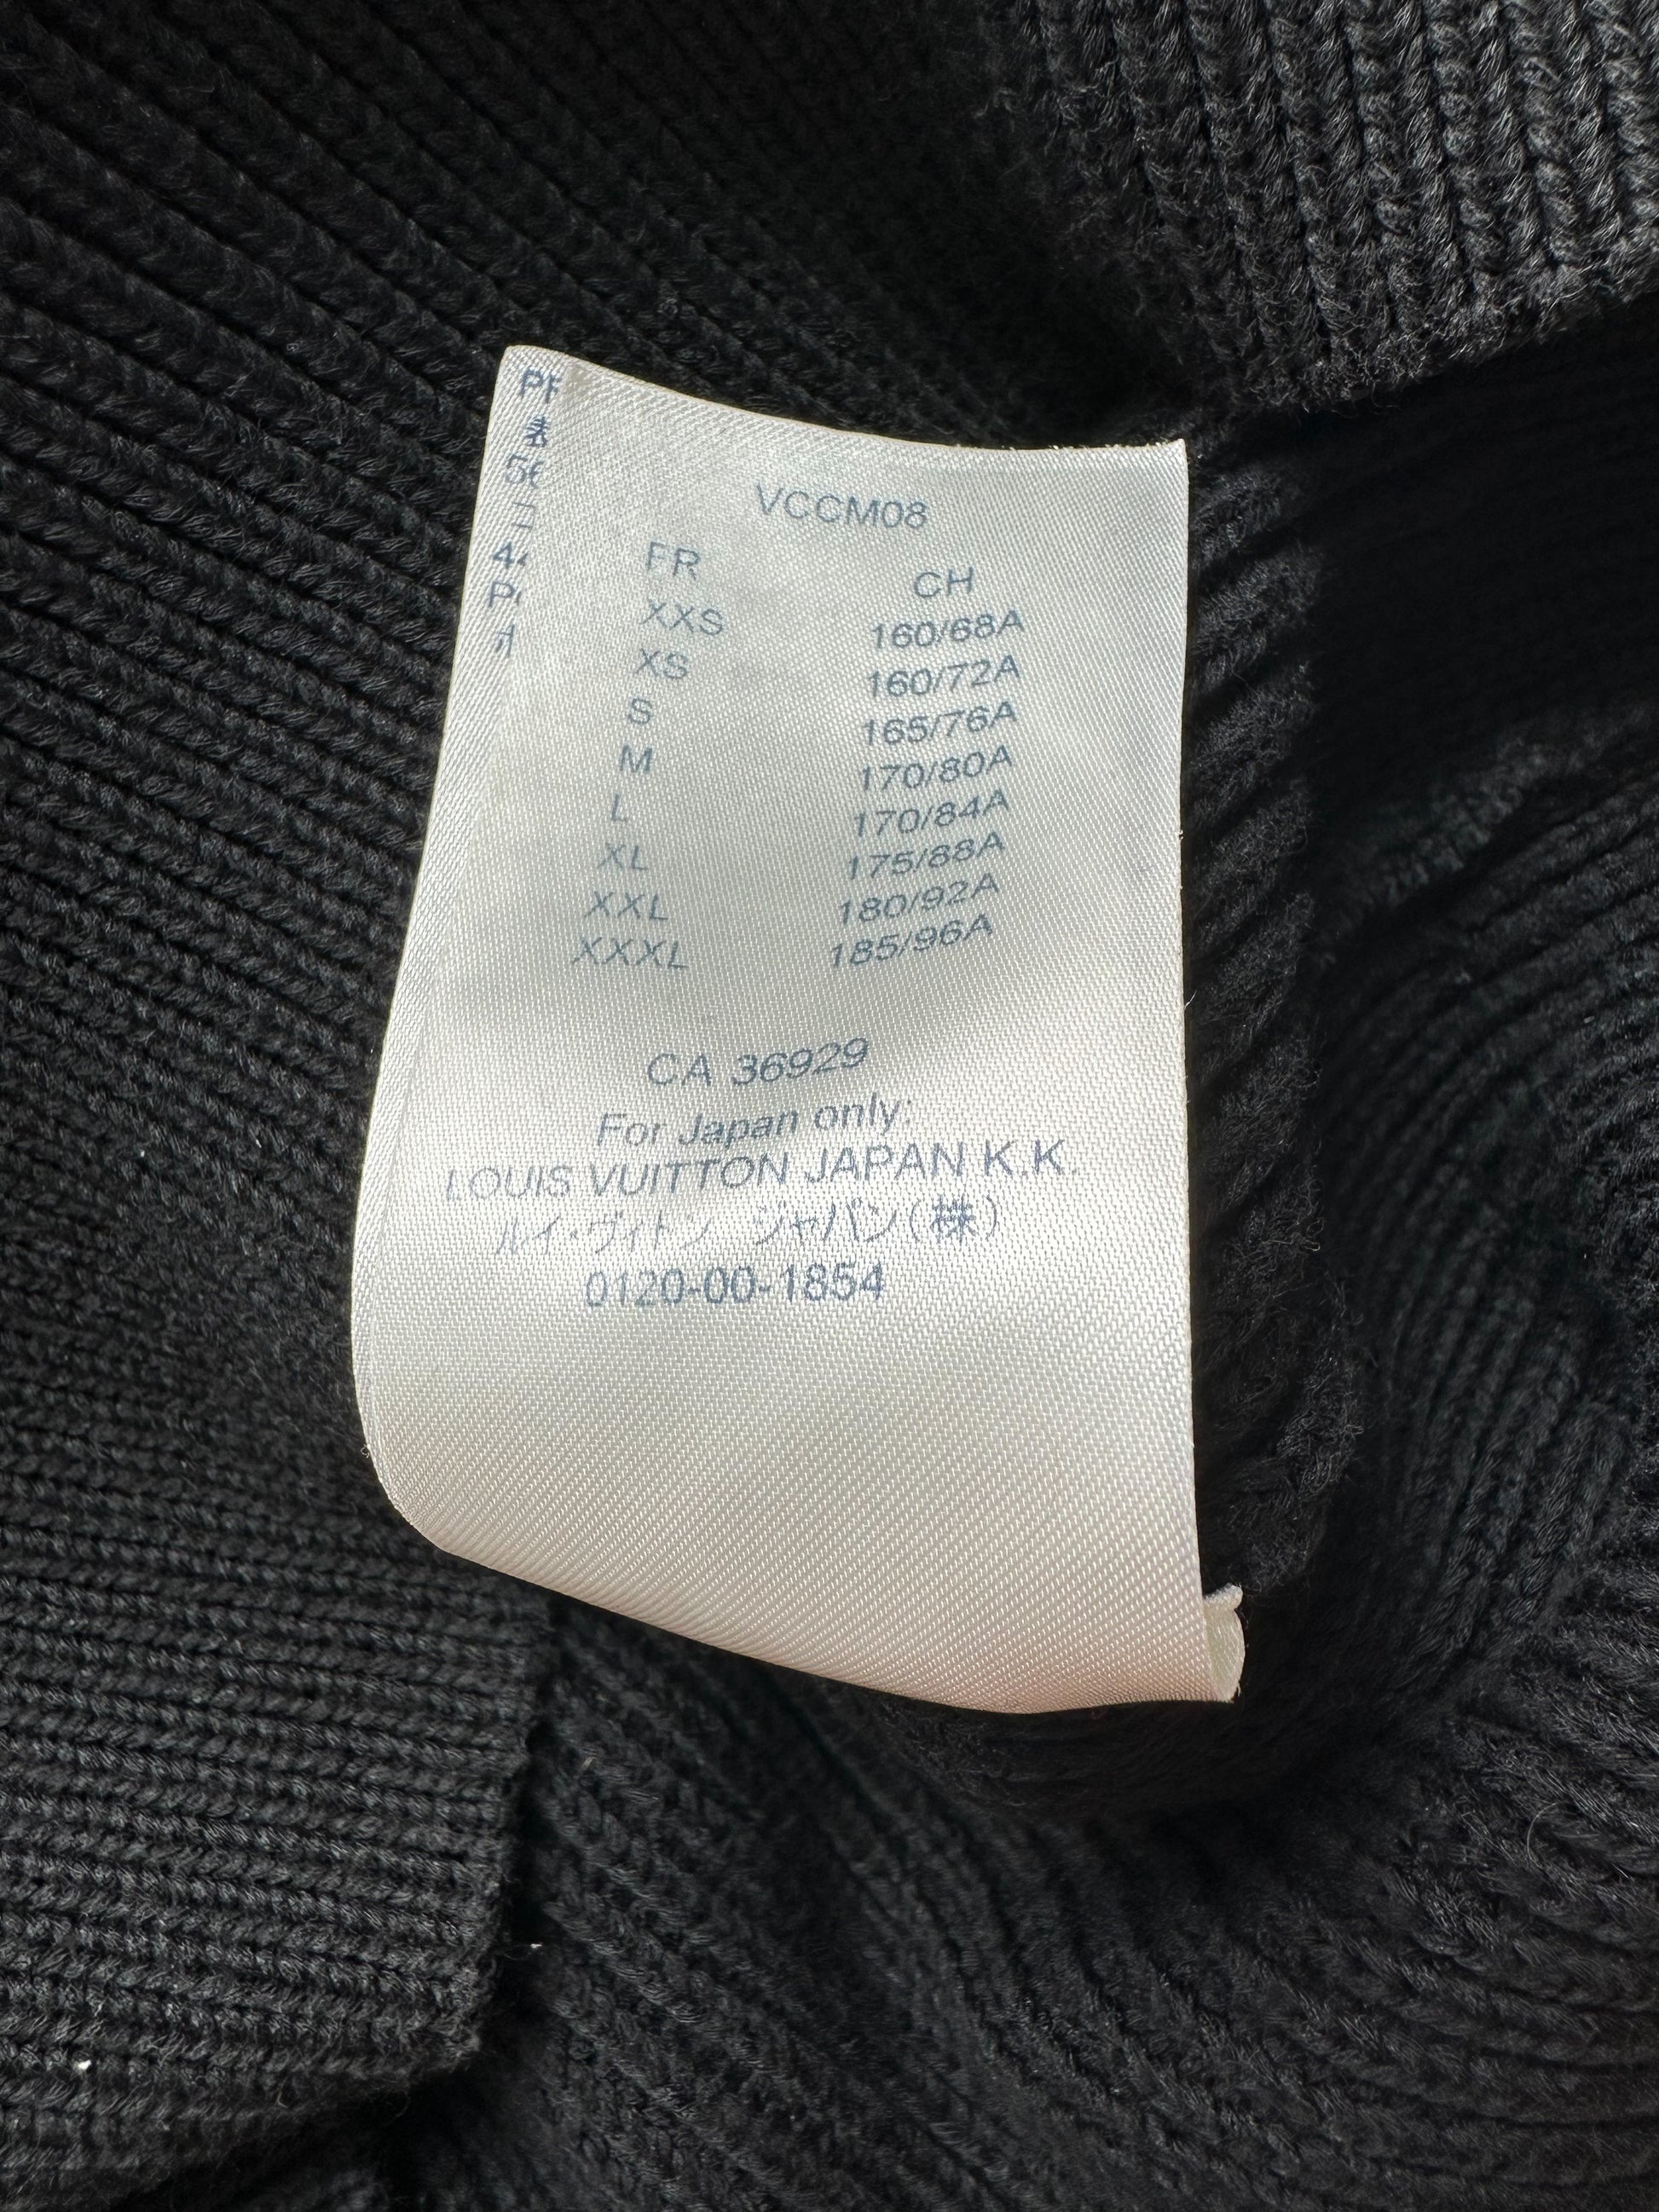 VCCM08
FR CH
XXS 160/68A
XS 160/72A
S 165/76A
M 170/80A
L 170/84A
XL 175/88A
XXL 180/92A
XXXL 185/96A
CA 36929
For Japan only:
LOUIS VUITTON JAPAN K.K.
ルイ・ヴィトン ジャパン(株)
0120-00-1854